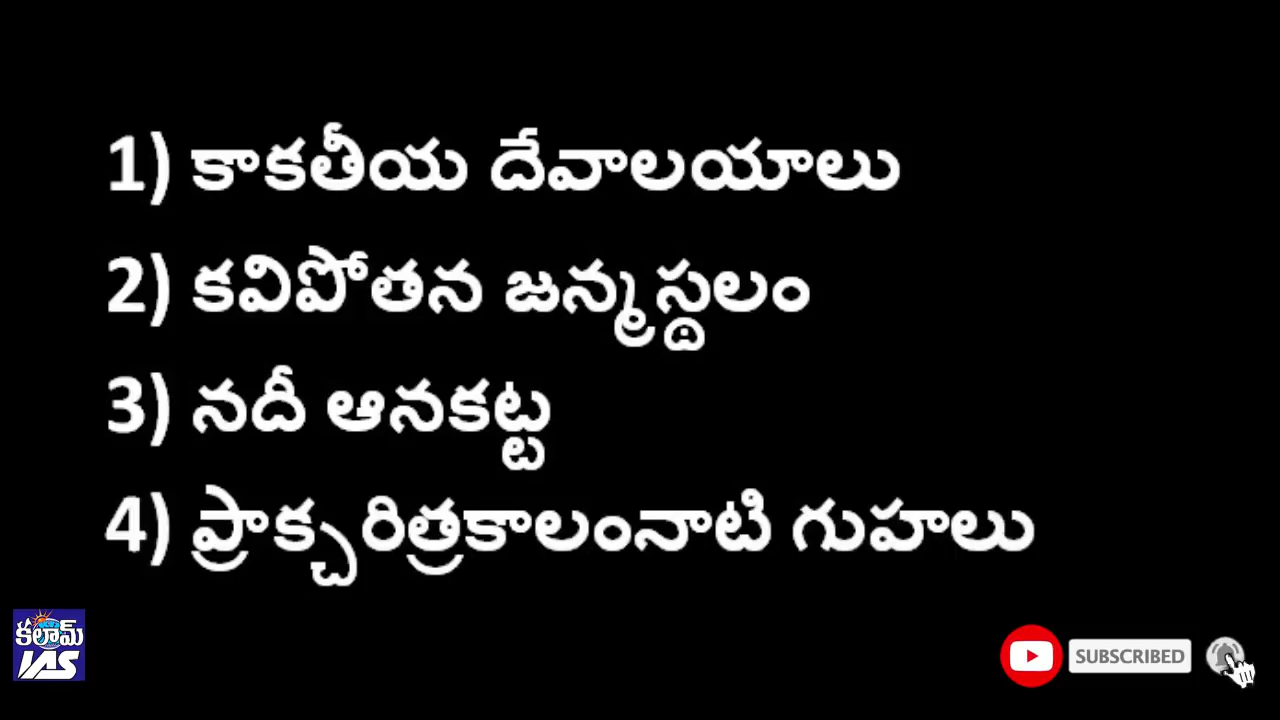 1) కాకతీయ దేవాలయాలు
2) కవిపోతన జన్మస్థలం
3) నదీ ఆనకట్ట
4) ప్రాక్చరిత్రకాలంనాటి గుహలు
కలామ్
IAS
SUBSCRIBED